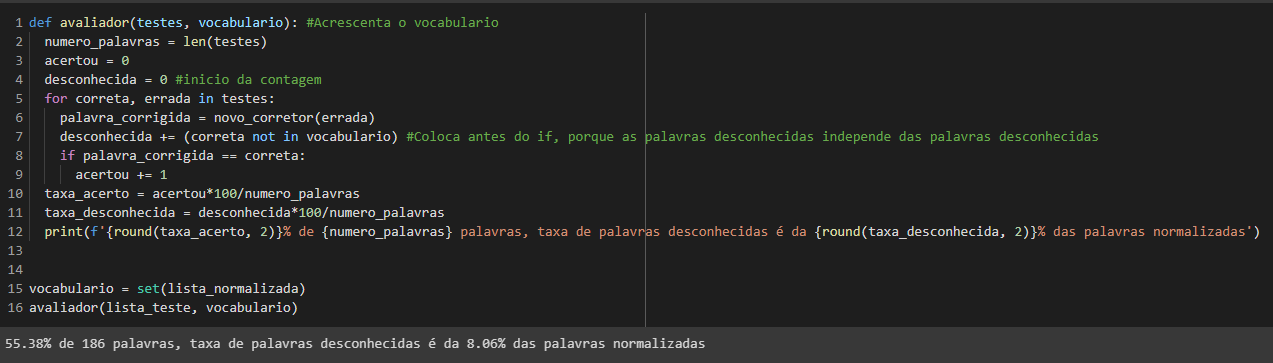 1 def avaliador(testes, vocabulario): #Acrescenta o vocabulario
2 numero_palavras = len(testes)
3 acertou = 0
4 desconhecida = 0 #inicio da contagem
5 for correta, errada in testes:
6 palavra_corrigida = novo_corretor(errada)
7 desconhecida += (correta not in vocabulario) #Coloca antes do if, porque as palavras desconhecidas independe das palavras desconhecidas
8 if palavra_corrigida == correta:
9 acertou += 1
10 taxa_acerto = acertou*100/numero_palavras
11 taxa_desconhecida = desconhecida*100/numero_palavras
12 print(f'{round(taxa_acerto, 2)}% de {numero_palavras} palavras, taxa de palavras desconhecidas é da {round(taxa_desconhecida, 2)}% das palavras normalizadas')
13
14
15 vocabulario = set(lista_normalizada)
16 avaliador(lista_teste, vocabulario)
55.38% de 186 palavras, taxa de palavras desconhecidas é da 8.06% das palavras normalizadas